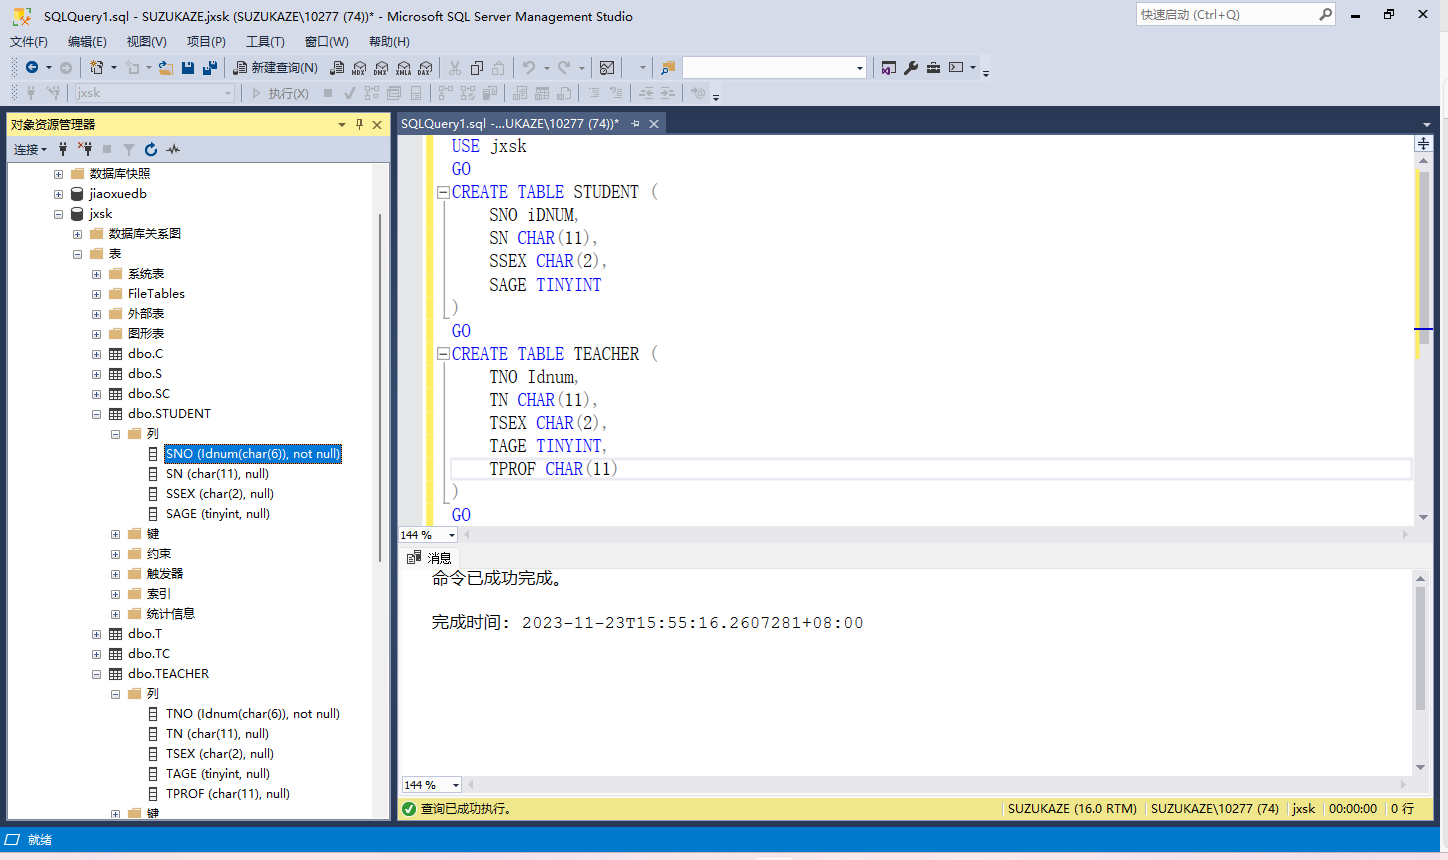 SQLQuery1.sql - SUZUKAZE.jxsk (SUZUKAZE\10277 (74))* - Microsoft SQL Server Management Studio
快速启动 (Ctrl+Q)
文件(F) 编辑(E) 视图(V) 项目(P) 工具(T) 窗口(W) 帮助(H)
新建查询(N) MDX DMX XMLA DAX
jxsk 执行(X)
对象资源管理器
连接
数据库快照
jiaoxuedb
jxsk
数据库关系图
表
系统表
FileTables
外部表
图形表
dbo.C
dbo.S
dbo.SC
dbo.STUDENT
列
SNO (Idnum(char(6)), not null)
SN (char(11), null)
SSEX (char(2), null)
SAGE (tinyint, null)
键
约束
触发器
索引
统计信息
dbo.T
dbo.TC
dbo.TEACHER
列
TNO (Idnum(char(6)), not null)
TN (char(11), null)
TSEX (char(2), null)
TAGE (tinyint, null)
TPROF (char(11), null)
键
SQLQuery1.sql -...UKAZE\10277 (74))*
USE jxsk
GO
CREATE TABLE STUDENT (
SNO iDNUM,
SN CHAR(11),
SSEX CHAR(2),
SAGE TINYINT
)
GO
CREATE TABLE TEACHER (
TNO Idnum,
TN CHAR(11),
TSEX CHAR(2),
TAGE TINYINT,
TPROF CHAR(11)
)
GO
144 %
消息
命令已成功完成。
完成时间: 2023-11-23T15:55:16.2607281+08:00
144 %
查询已成功执行。 SUZUKAZE (16.0 RTM) SUZUKAZE\10277 (74) jxsk 00:00:00 0 行
就绪